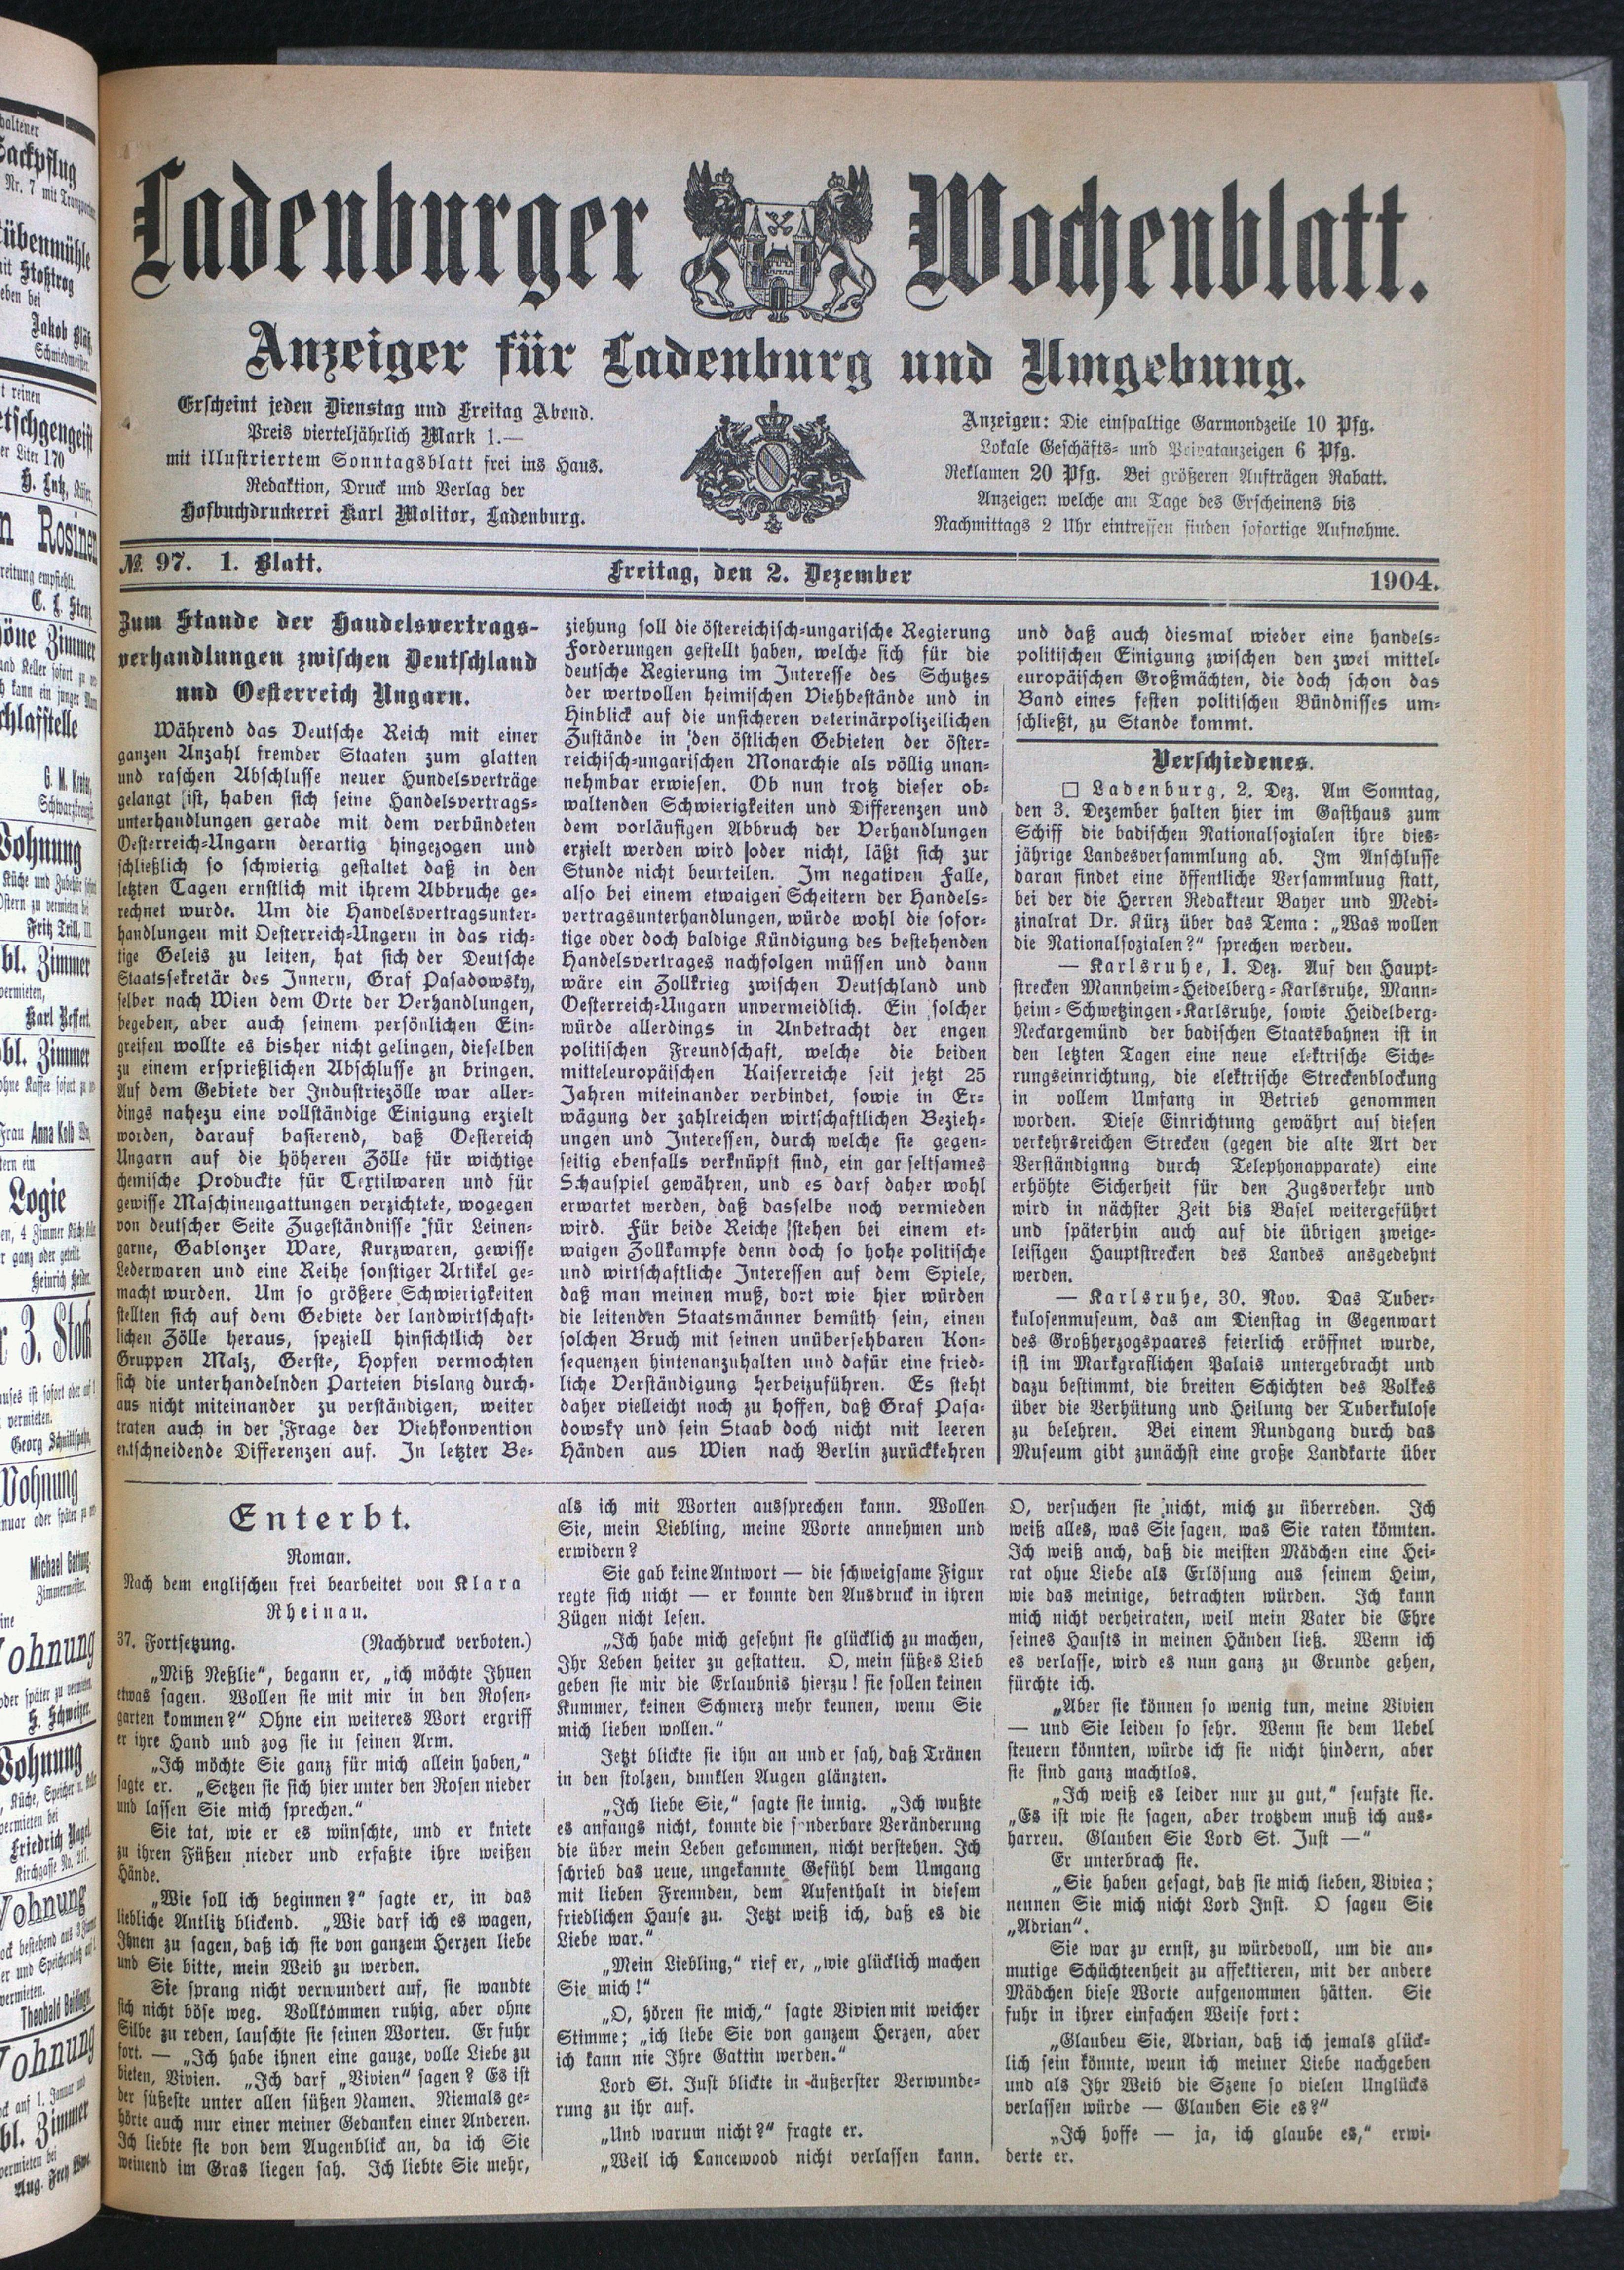 Ladenburger Wochenblatt.
Anzeiger für Ladenburg und Umgebung.
Erscheint jeden Dienstag und Freitag Abend.
Preis vierteljährlich Mark 1.—
mit illustriertem Sonntagsblatt frei ins Haus.
Redaktion, Druck und Verlag der
Hofbuchdruckerei Karl Molitor, Ladenburg.
Anzeigen: Die einspaltige Garmondzeile 10 Pfg.
Lokale Geschäfts- und Privatanzeigen 6 Pfg.
Reklamen 20 Pfg. Bei größeren Aufträgen Rabatt.
Anzeigen welche am Tage des Erscheinens bis
Nachmittags 2 Uhr eintreffen finden sofortige Aufnahme.
№ 97. 1. Blatt.
Freitag, den 2. Dezember
1904.
Zum Stande der Handelsvertrags-
verhandlungen zwischen Deutschland
und Oesterreich Ungarn.
Während das Deutsche Reich mit einer
ganzen Anzahl fremder Staaten zum glatten
und raschen Abschlusse neuer Hundelsverträge
gelangt ist, haben sich seine Handelsvertrags-
unterhandlungen gerade mit dem verbündeten
Oesterreich-Ungarn derartig hingezogen und
schließlich so schwierig gestaltet daß in den
letzten Tagen ernstlich mit ihrem Abbruche ge-
rechnet wurde. Um die Handelsvertragsunter-
handlungen mit Oesterreich-Ungern in das rich-
tige Geleis zu leiten, hat sich der Deutsche
Staatssekretär des Innern, Graf Pasadowsky,
selber nach Wien dem Orte der Verhandlungen,
begeben, aber auch seinem persönlichen Ein-
greifen wollte es bisher nicht gelingen, dieselben
zu einem ersprießlichen Abschlusse zn bringen.
Auf dem Gebiete der Industriezölle war aller-
dings nahezu eine vollständige Einigung erzielt
worden, darauf basierend, daß Oestereich
Ungarn auf die höheren Zölle für wichtige
chemische Produckte für Textilwaren und für
gewisse Maschinengattungen verzichtete, wogegen
von deutscher Seite Zugeständnisse für Leinen-
garne, Gablonzer Ware, Kurzwaren, gewisse
Lederwaren und eine Reihe sonstiger Artikel ge-
macht wurden. Um so größere Schwierigkeiten
stellten sich auf dem Gebiete der landwirtschaft-
lichen Zölle heraus, speziell hinsichtlich der
Gruppen Malz, Gerste, Hopfen vermochten
sich die unterhandelnden Parteien bislang durch-
aus nicht miteinander zu verständigen, weiter
traten auch in der Frage der Viehkonvention
entscheidende Differenzen auf. In letzter Be-
ziehung soll die östereichisch-ungarische Regierung
Forderungen gestellt haben, welche sich für die
deutsche Regierung im Interesse des Schutzes
der wertvollen heimischen Viehbestände und in
Hinblick auf die unsicheren veterinärpolizeilichen
Zustände in den östlichen Gebieten der öster-
reichisch-ungarischen Monarchie als völlig unan-
nehmbar erwiesen. Ob nun trotz dieser ob-
waltenden Schwierigkeiten und Differenzen und
dem vorläufigen Abbruch der Verhandlungen
erzielt werden wird oder nicht, läßt sich zur
Stunde nicht beurteilen. Im negativen Falle,
also bei einem etwaigen Scheitern der Handels-
vertragsunterhandlungen, würde wohl die sofor-
tige oder doch baldige Kündigung des bestehenden
Handelsvertrages nachfolgen müssen und dann
wäre ein Zollkrieg zwischen Deutschland und
Oesterreich-Ungarn unvermeidlich. Ein solcher
würde allerdings in Anbetracht der engen
politischen Freundschaft, welche die beiden
mitteleuropäischen Kaiserreiche seit jetzt 25
Jahren miteinander verbindet, sowie in Er-
wägung der zahlreichen wirtschaftlichen Bezieh-
ungen und Interessen, durch welche sie gegen-
seitig ebenfalls verknüpft sind, ein gar seltsames
Schauspiel gewähren, und es darf daher wohl
erwartet werden, daß dasselbe noch vermieden
wird. Für beide Reiche stehen bei einem et-
waigen Zollkampfe denn doch so hohe politische
und wirtschaftliche Interessen auf dem Spiele,
daß man meinen muß, dort wie hier würden
die leitenden Staatsmänner bemüth sein, einen
solchen Bruch mit seinen unübersehbaren Kon-
sequenzen hintenanzuhalten und dafür eine fried-
liche Verständigung herbeizuführen. Es steht
daher vielleicht noch zu hoffen, daß Graf Pasa-
dowsky und sein Staab doch nicht mit leeren
Händen aus Wien nach Berlin zurückkehren
und daß auch diesmal wieder eine handels-
politischen Einigung zwischen den zwei mittel-
europäischen Großmächten, die doch schon das
Band eines festen politischen Bündnisses um-
schließt, zu Stande kommt.
Verschiedenes.
□ Ladenburg, 2. Dez. Am Sonntag,
den 3. Dezember halten hier im Gasthaus zum
Schiff die badischen Nationalsozialen ihre dies-
jährige Landesversammlung ab. Im Anschlusse
daran findet eine öffentliche Versammluug statt,
bei der die Herren Redakteur Bayer und Medi-
zinalrat Dr. Kürz über das Tema: „Was wollen
die Nationalsozialen?“ sprechen werden.
— Karlsruhe, 1. Dez. Auf den Haupt-
strecken Mannheim-Heidelberg-Karlsruhe, Mann-
heim-Schwetzingen-Karlsruhe, sowie Heidelberg-
Neckargemünd der badischen Staatsbahnen ist in
den letzten Tagen eine neue elektrische Siche-
rungseinrichtung, die elektrische Streckenblockung
in vollem Umfang in Betrieb genommen
worden. Diese Einrichtung gewährt auf diesen
verkehrsreichen Strecken (gegen die alte Art der
Verständignng durch Telephonapparate) eine
erhöhte Sicherheit für den Zugsverkehr und
wird in nächster Zeit bis Basel weitergeführt
und späterhin auch auf die übrigen zweige-
leisigen Hauptstrecken des Landes ansgedehnt
werden.
— Karlsruhe, 30. Nov. Das Tuber-
kulosenmuseum, das am Dienstag in Gegenwart
des Großherzogspaares feierlich eröffnet wurde,
ist im Markgraflichen Palais untergebracht und
dazu bestimmt, die breiten Schichten des Volkes
über die Verhütung und Heilung der Tuberkulose
zu belehren. Bei einem Rundgang durch das
Museum gibt zunächst eine große Landkarte über
Enterbt.
Roman.
Nach dem englischen frei bearbeitet von Klara
Rheinau.
37. Fortsetzung. (Nachdruck verboten.)
„Miß Neßlie“, begann er, „ich möchte Ihnen
etwas sagen. Wollen sie mit mir in den Rosen-
garten kommen?“ Ohne ein weiteres Wort ergriff
er ihre Hand und zog sie in seinen Arm.
„Ich möchte Sie ganz für mich allein haben,“
sagte er. „Setzen sie sich hier unter den Rosen nieder
und lassen Sie mich sprechen.“
Sie tat, wie er es wünschte, und er kniete
zu ihren Füßen nieder und erfaßte ihre weißen
Hände.
„Wie soll ich beginnen?“ sagte er, in das
liebliche Antlitz blickend. „Wie darf ich es wagen,
Ihnen zu sagen, daß ich sie von ganzem Herzen liebe
und Sie bitte, mein Weib zu werden.
Sie sprang nicht verwundert auf, sie wandte
sich nicht böse weg. Vollkommen ruhig, aber ohne
Silbe zu reden, lauschte sie seinen Worten. Er fuhr
fort. — „Ich habe ihnen eine ganze, volle Liebe zu
bieten, Vivien. „Ich darf „Vivien“ sagen? Es ist
der süßeste unter allen süßen Namen. Niemals ge-
hörte auch nur einer meiner Gedanken einer Anderen.
Ich liebte sie von dem Augenblick an, da ich Sie
weinend im Gras liegen sah. Ich liebte Sie mehr,
als ich mit Worten aussprechen kann. Wollen
Sie, mein Liebling, meine Worte annehmen und
erwidern?
Sie gab keine Antwort — die schweigsame Figur
regte sich nicht — er konnte den Ausdruck in ihren
Zügen nicht lesen.
„Ich habe mich gesehnt sie glücklich zu machen,
Ihr Leben heiter zu gestatten. O, mein süßes Lieb
geben sie mir die Erlaubnis hierzu! sie sollen keinen
Kummer, keinen Schmerz mehr keunen, wenn Sie
mich lieben wollen.“
Jetzt blickte sie ihn an und er sah, daß Tränen
in den stolzen, dunklen Augen glänzten.
„Ich liebe Sie,“ sagte sie innig. „Ich wußte
es anfangs nicht, konnte die sonderbare Veränderung
die über mein Leben gekommen, nicht verstehen. Ich
schrieb das neue, ungekannte Gefühl dem Umgang
mit lieben Frennden, dem Aufenthalt in diesem
friedlichen Hause zu. Jetzt weiß ich, daß es die
Liebe war.“
„Mein Liebling,“ rief er, „wie glücklich machen
Sie mich!“
„O, hören sie mich,“ sagte Vivien mit weicher
Stimme; „ich liebe Sie von ganzem Herzen, aber
ich kann nie Ihre Gattin werden.“
Lord St. Just blickte in äußerster Verwunde-
rung zu ihr auf.
„Und warum nicht?“ fragte er.
„Weil ich Lancewood nicht verlassen kann.
O, versuchen sie nicht, mich zu überreden. Ich
weiß alles, was Sie sagen, was Sie raten könnten.
Ich weiß anch, daß die meisten Mädchen eine Hei-
rat ohne Liebe als Erlösung aus seinem Heim,
wie das meinige, betrachten würden. Ich kann
mich nicht verheiraten, weil mein Vater die Ehre
seines Hausts in meinen Händen ließ. Wenn ich
es verlasse, wird es nun ganz zu Grunde gehen,
fürchte ich.
„Aber sie können so wenig tun, meine Vivien
— und Sie leiden so sehr. Wenn sie dem Uebel
steuern könnten, würde ich sie nicht hindern, aber
sie sind ganz machtlos.
„Ich weiß es leider nur zu gut,“ seufzte sie.
„Es ist wie sie sagen, aber trotzdem muß ich aus-
harren. Glauben Sie Lord St. Just —“
Er unterbrach sie.
„Sie haben gesagt, daß sie mich lieben, Viviea;
nennen Sie mich nicht Lord Just. O sagen Sie
„Adrian“.
Sie war zu ernst, zu würdevoll, um die an-
mutige Schüchteenheit zu affektieren, mit der andere
Mädchen biese Worte aufgenommen hätten. Sie
fuhr in ihrer einfachen Weise fort:
„Glaubeu Sie, Adrian, daß ich jemals glück-
lich sein könnte, weun ich meiner Liebe nachgeben
und als Ihr Weib die Szene so vielen Unglücks
verlassen würde — Glauben Sie es?“
„Ich hoffe — ja, ich glaube es,“ erwi-
derte er.